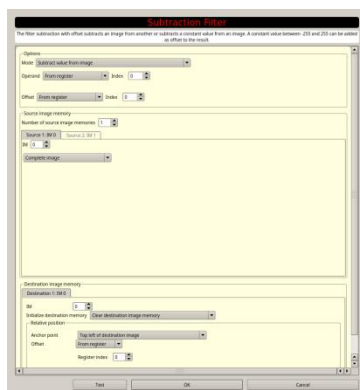 Subtraction Filter
The filter subtraction with offset subtracts an image from another or subtracts a constant value from an image. A constant value between -255 and 255 can be added
as offset to the result.
Options
Mode Subtract value from image
Operand From register Index 0
Offset From register Index 0
Source image memory
Number of source image memories 1
Source 1: IM 0 Source 2: IM 1
IM 0
Complete image
Destination image memory
Destination 1: IM 0
IM 0
Initialize destination memory Clear destination image memory
Relative position
Anchor point Top left of destination image
Offset From register
Register index 0
Test OK Cancel